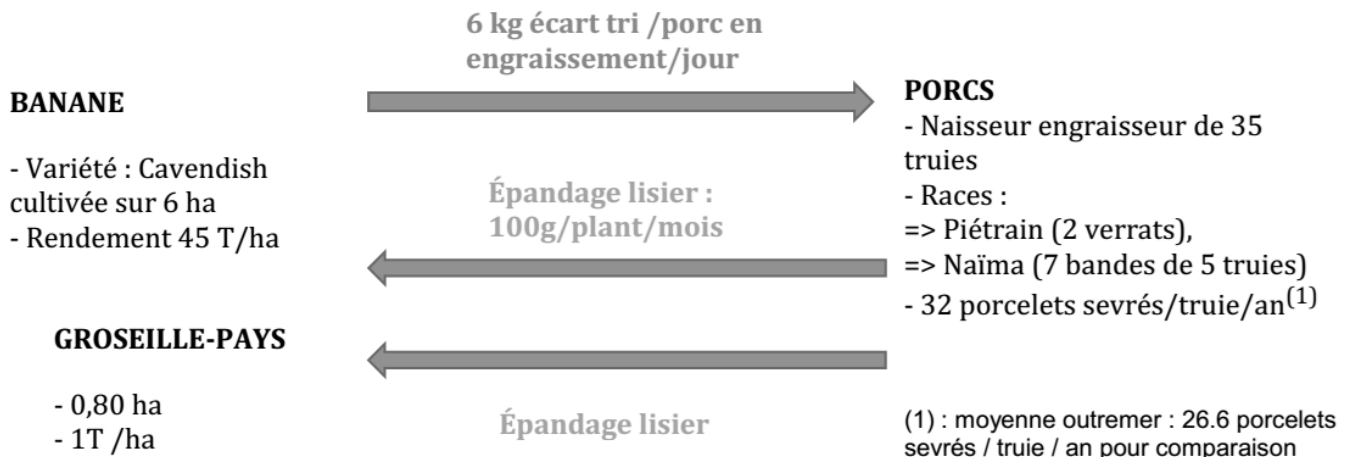 6 kg écart tri /porc en
engraissement/jour
BANANE
- Variété : Cavendish
cultivée sur 6 ha
- Rendement 45 T/ha
Épandage lisier :
100g/plant/mois
PORCS
- Naisseur engraisseur de 35
truies
- Races :
=> Piétrain (2 verrats),
=> Naïma (7 bandes de 5 truies)
- 32 porcelets sevrés/truie/an(1)
GROSEILLE-PAYS
- 0,80 ha
- 1T /ha
Épandage lisier
(1) : moyenne outremer : 26.6 porcelets
sevrés / truie / an pour comparaison